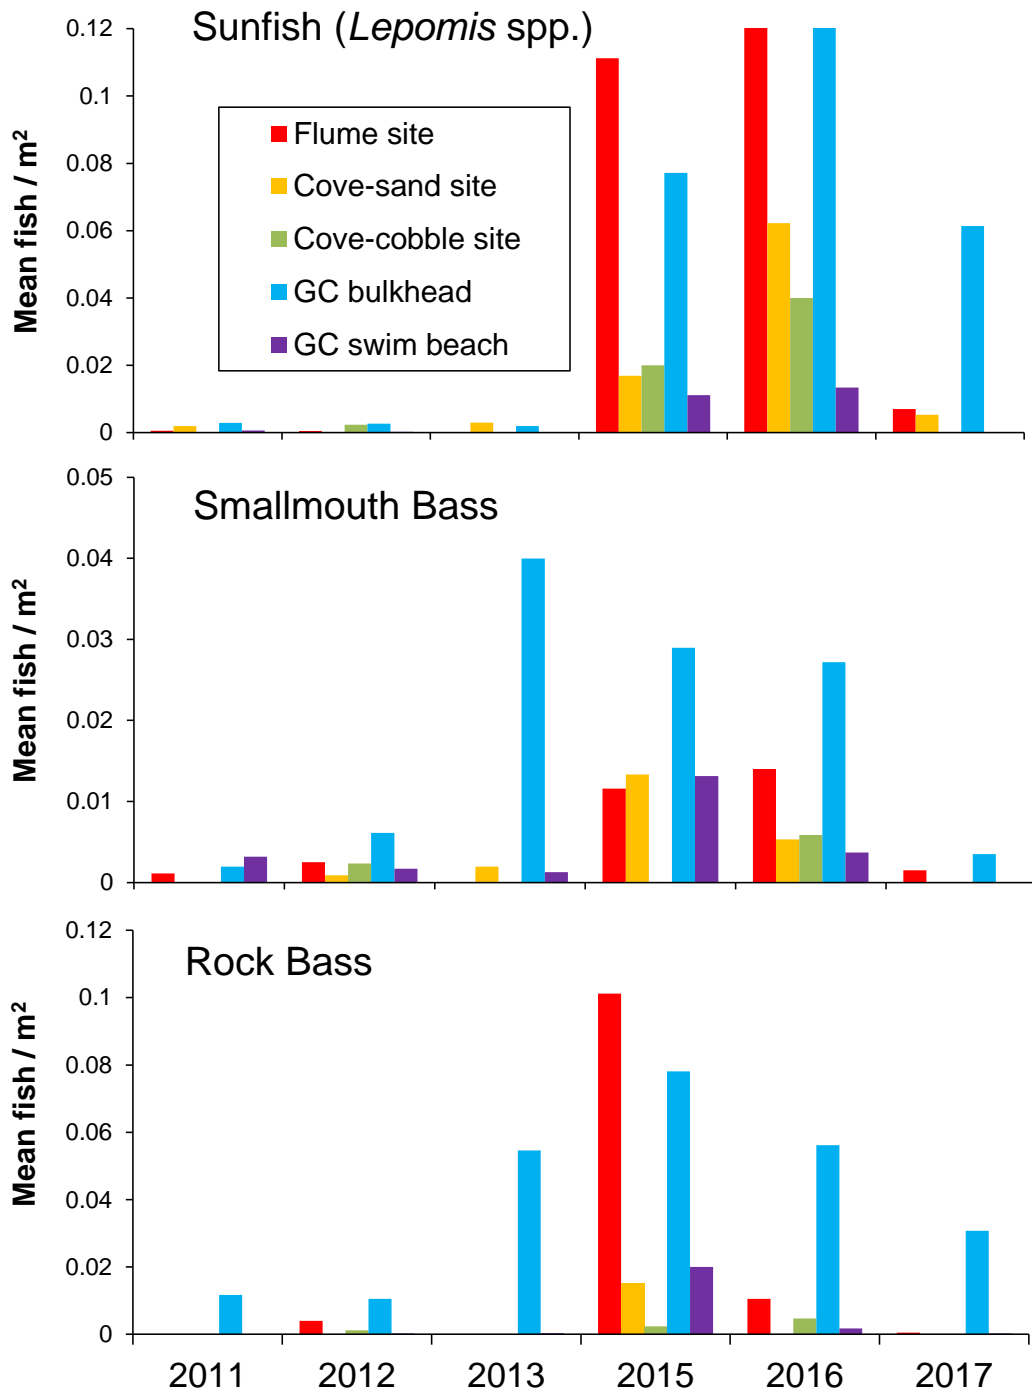 Sunfish (Lepomis spp.)
0.12
0.1
0.08
0.06
0.04
0.02
0
Mean fish / m²
Flume site
Cove-sand site
Cove-cobble site
GC bulkhead
GC swim beach
Smallmouth Bass
0.05
0.04
0.03
0.02
0.01
0
Mean fish / m²
Rock Bass
0.12
0.1
0.08
0.06
0.04
0.02
0
Mean fish / m²
2011 2012 2013 2015 2016 2017